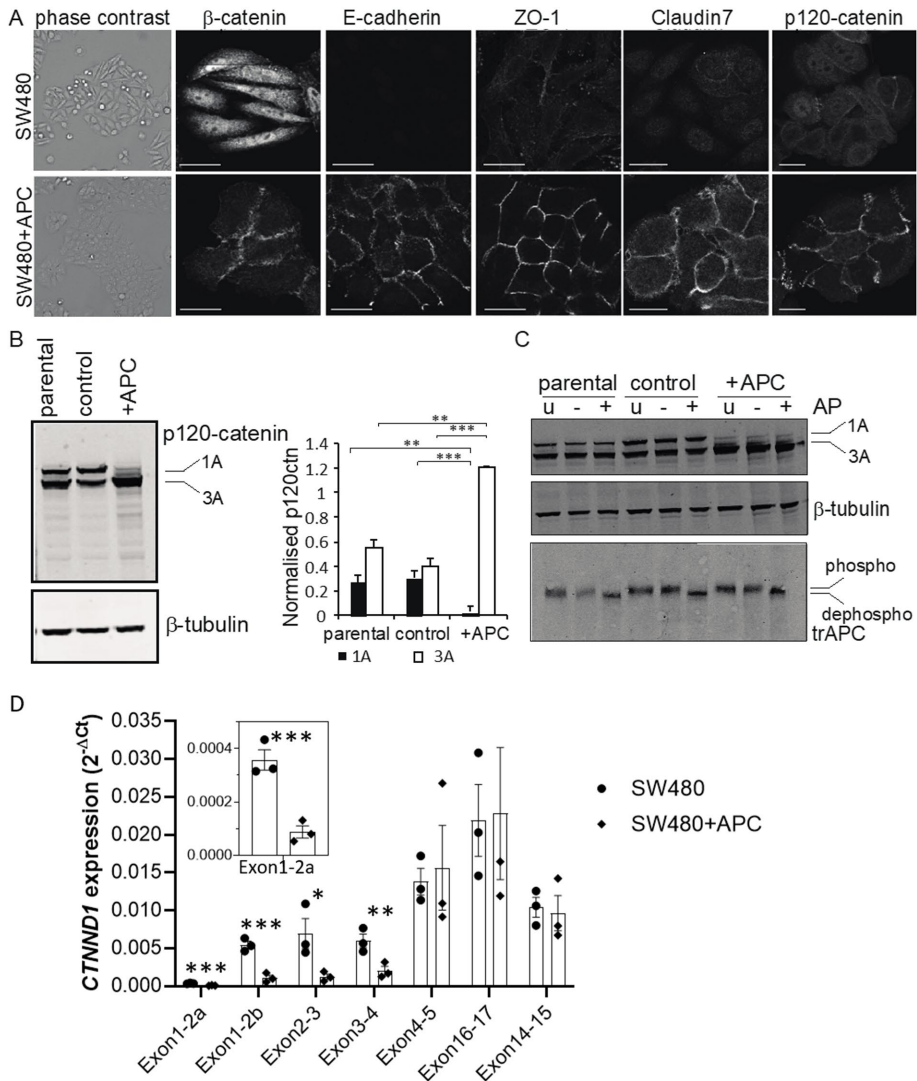 A
phase contrast β-catenin E-cadherin ZO-1 Claudin7 p120-catenin
SW480
SW480+APC
B
parental control +APC
p120-catenin
1A
3A
β-tubulin
** 
***
**
***
Normalised p120ctn
1.4
1.2
1
0.8
0.6
0.4
0.2
0
parental control +APC
1A 3A
C
parental control +APC
u - + u - + u - + AP
1A
3A
β-tubulin
phospho
dephospho
trAPC
D
CTNND1 expression (2^-ΔCt)
0.035
0.030
0.025
0.020
0.015
0.010
0.005
0.000
0.0004
0.0002
0.0000
***
Exon1-2a
SW480
SW480+APC
*** *** * **
Exon1-2a Exon1-2b Exon2-3 Exon3-4 Exon4-5 Exon16-17 Exon14-15